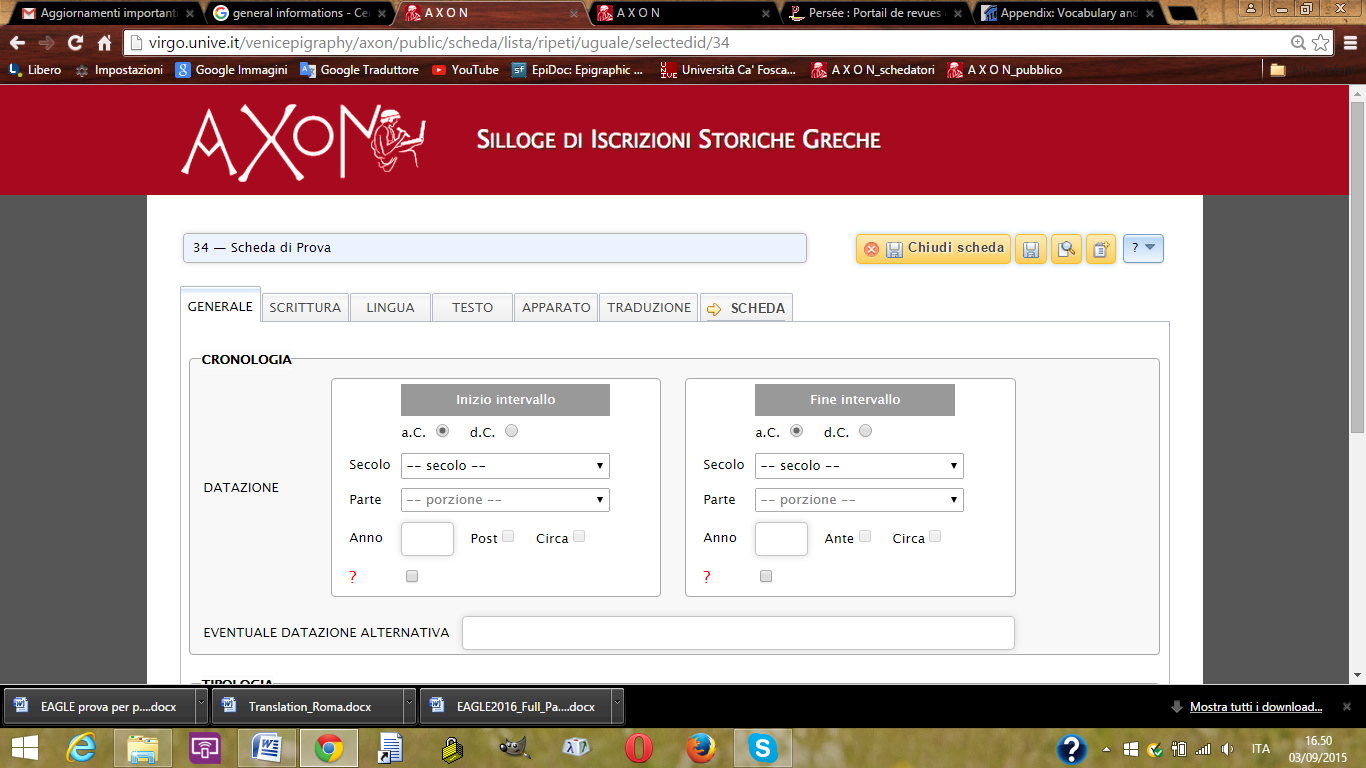 Aggiornamenti importanti
general informations - Ce
A X O N
A X O N
Persée : Portail de revues
Appendix: Vocabulary and
virgo.unive.it/venicepigraphy/axon/public/scheda/lista/ripeti/uguale/selectedid/34
Libero
Impostazioni
Google Immagini
Google Traduttore
YouTube
EpiDoc: Epigraphic ...
Università Ca' Fosca...
A X O N_schedatori
A X O N_pubblico
AXON
SILLOGE DI ISCRIZIONI STORICHE GRECHE
34 — Scheda di Prova
Chiudi scheda
?
GENERALE
SCRITTURA
LINGUA
TESTO
APPARATO
TRADUZIONE
SCHEDA
CRONOLOGIA
DATAZIONE
Inizio intervallo
a.C. d.C.
Secolo -- secolo --
Parte -- porzione --
Anno Post Circa
?
Fine intervallo
a.C. d.C.
Secolo -- secolo --
Parte -- porzione --
Anno Ante Circa
?
EVENTUALE DATAZIONE ALTERNATIVA
TIPOLOGIA
EAGLE prova per p....docx
Translation_Roma.docx
EAGLE2016_Full_Pa....docx
Mostra tutti i download...
ITA
16.50
03/09/2015